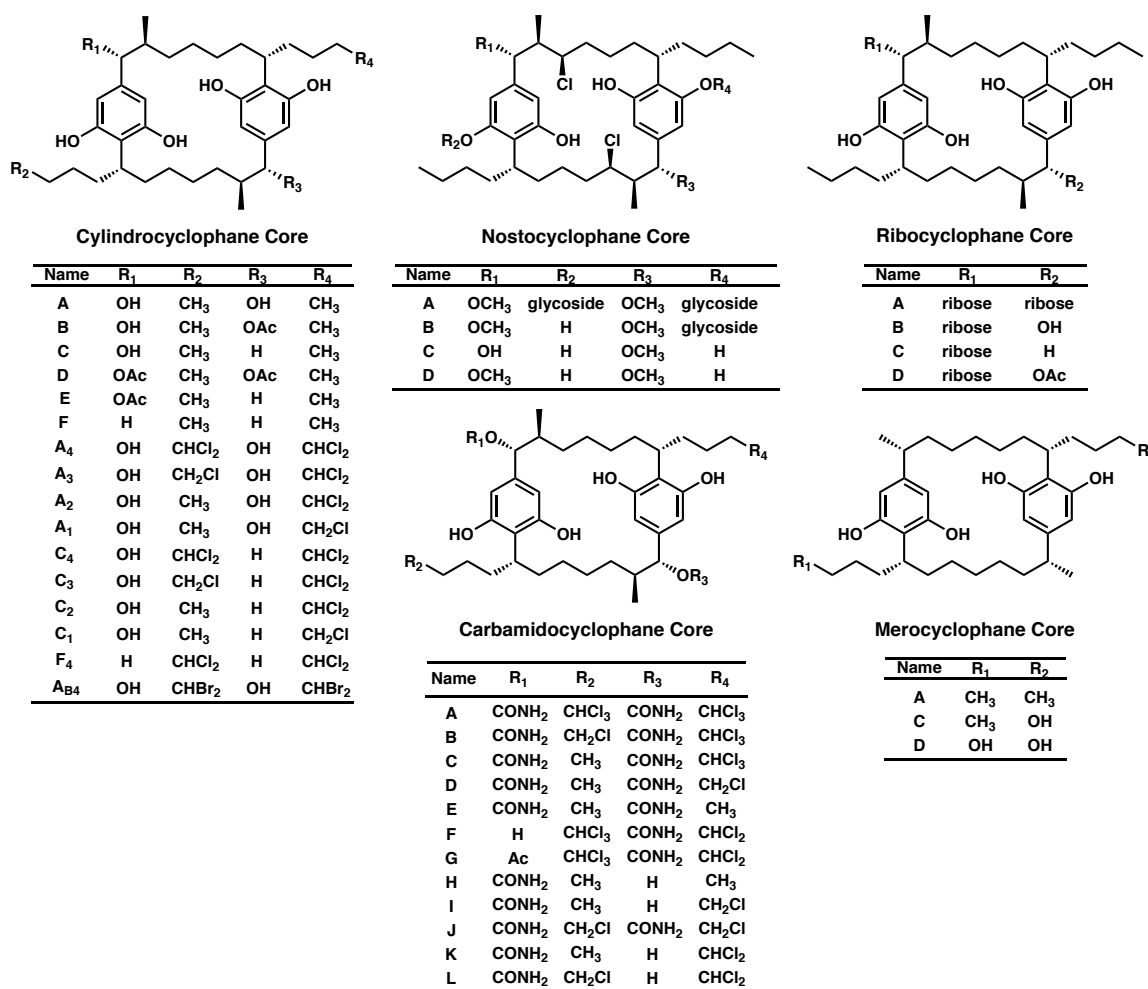 R1
R4
HO
OH
HO
OH
R2
R3
Cylindrocyclophane Core
Name R1 R2 R3 R4
A OH CH3 OH CH3
B OH CH3 OAc CH3
C OH CH3 H CH3
D OAc CH3 OAc CH3
E OAc CH3 H CH3
F H CH3 H CH3
A4 OH CHCl2 OH CHCl2
A3 OH CH2Cl OH CHCl2
A2 OH CH3 OH CHCl2
A1 OH CH3 OH CH2Cl
C4 OH CHCl2 H CHCl2
C3 OH CH2Cl H CHCl2
C2 OH CH3 H CHCl2
C1 OH CH3 H CH2Cl
F4 H CHCl2 H CHCl2
AB4 OH CHBr2 OH CHBr2
R1
Cl
HO
OR4
R2O
OH
Cl
R3
Nostocyclophane Core
Name R1 R2 R3 R4
A OCH3 glycoside OCH3 glycoside
B OCH3 H OCH3 glycoside
C OH H OCH3 H
D OCH3 H OCH3 H
R1
HO
OH
HO
OH
R2
Ribocyclophane Core
Name R1 R2
A ribose ribose
B ribose OH
C ribose H
D ribose OAc
R1O
R4
HO
OH
HO
OH
R2
OR3
Carbamidocyclophane Core
Name R1 R2 R3 R4
A CONH2 CHCl3 CONH2 CHCl3
B CONH2 CH2Cl CONH2 CHCl3
C CONH2 CH3 CONH2 CHCl3
D CONH2 CH3 CONH2 CH2Cl
E CONH2 CH3 CONH2 CH3
F H CHCl3 CONH2 CHCl2
G Ac CHCl3 CONH2 CHCl2
H CONH2 CH3 H CH3
I CONH2 CH3 H CH2Cl
J CONH2 CH2Cl CONH2 CH2Cl
K CONH2 CH3 H CHCl2
L CONH2 CH2Cl H CHCl2
HO
OH
HO
OH
R1
Merocyclophane Core
Name R1 R2
A CH3 CH3
C CH3 OH
D OH OH